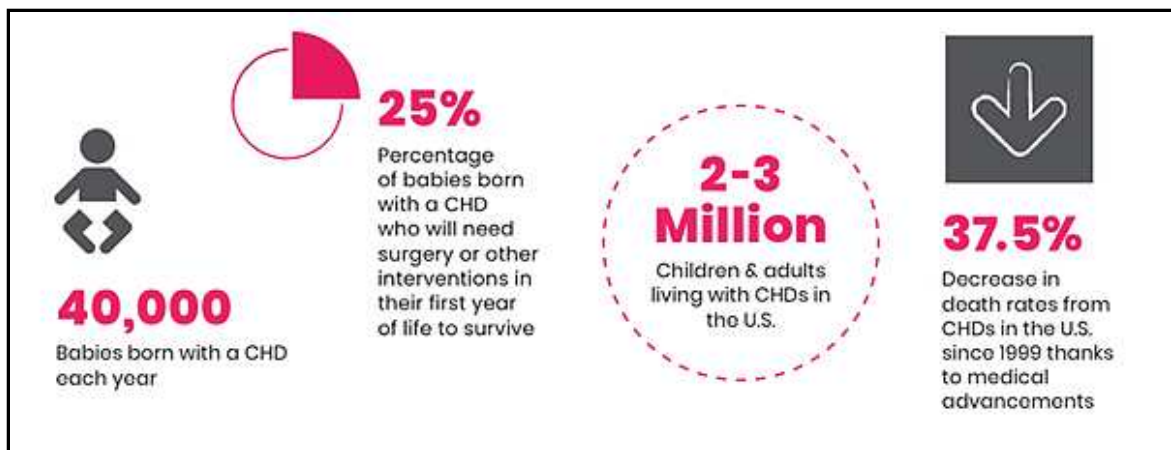 40,000
Babies born with a CHD
each year
25%
Percentage
of babies born
with a CHD
who will need
surgery or other
interventions in
their first year
of life to survive
2-3
Million
Children & adults
living with CHDs in
the U.S.
37.5%
Decrease in
death rates from
CHDs in the U.S.
since 1999 thanks
to medical
advancements